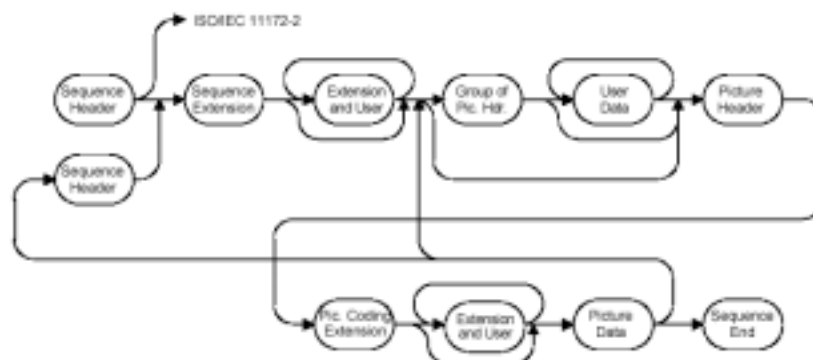 ISO/IEC 11172-2
Sequence
Header
Sequence
Extension
Extension
and User
Group of
Pic. Hdr.
User
Data
Picture
Header
Sequence
Header
Pic. Coding
Extension
Extension
and User
Picture
Data
Sequence
End